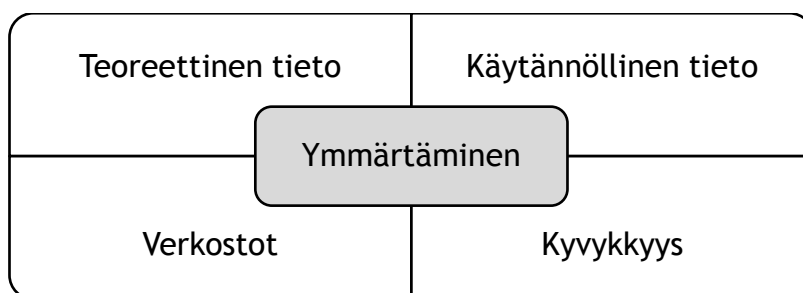 Teoreettinen tieto
Käytännöllinen tieto
Ymmärtäminen
Verkostot
Kyvykkyys